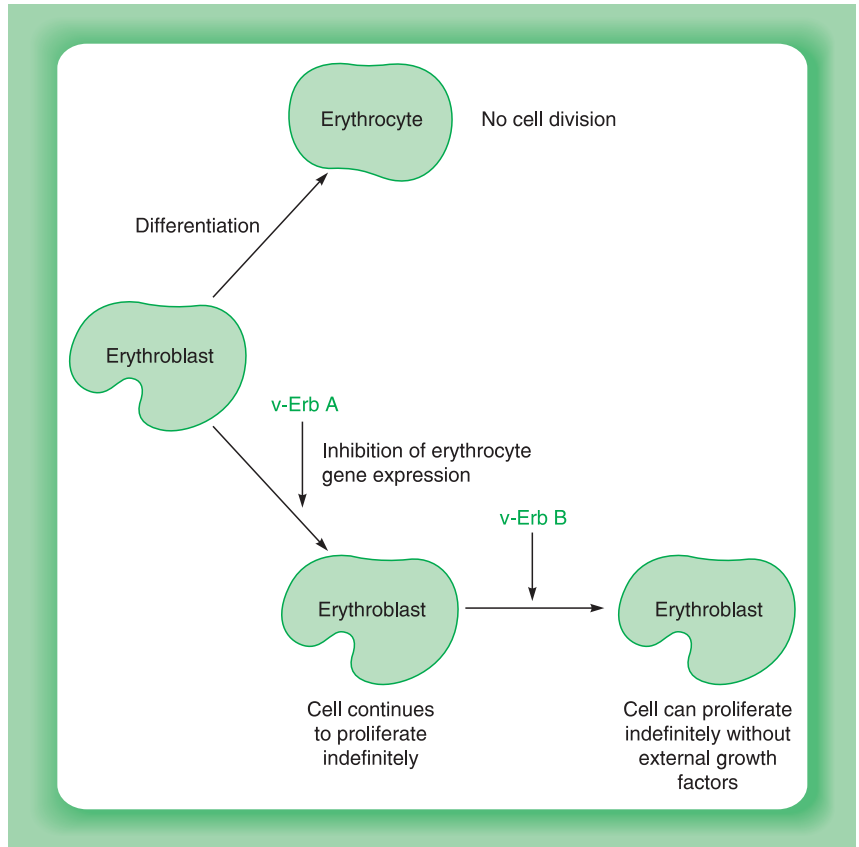 Erythrocyte
No cell division
Differentiation
Erythroblast
v-Erb A
Inhibition of erythrocyte
gene expression
v-Erb B
Erythroblast
Erythroblast
Cell continues
to proliferate
indefinitely
Cell can proliferate
indefinitely without
external growth
factors